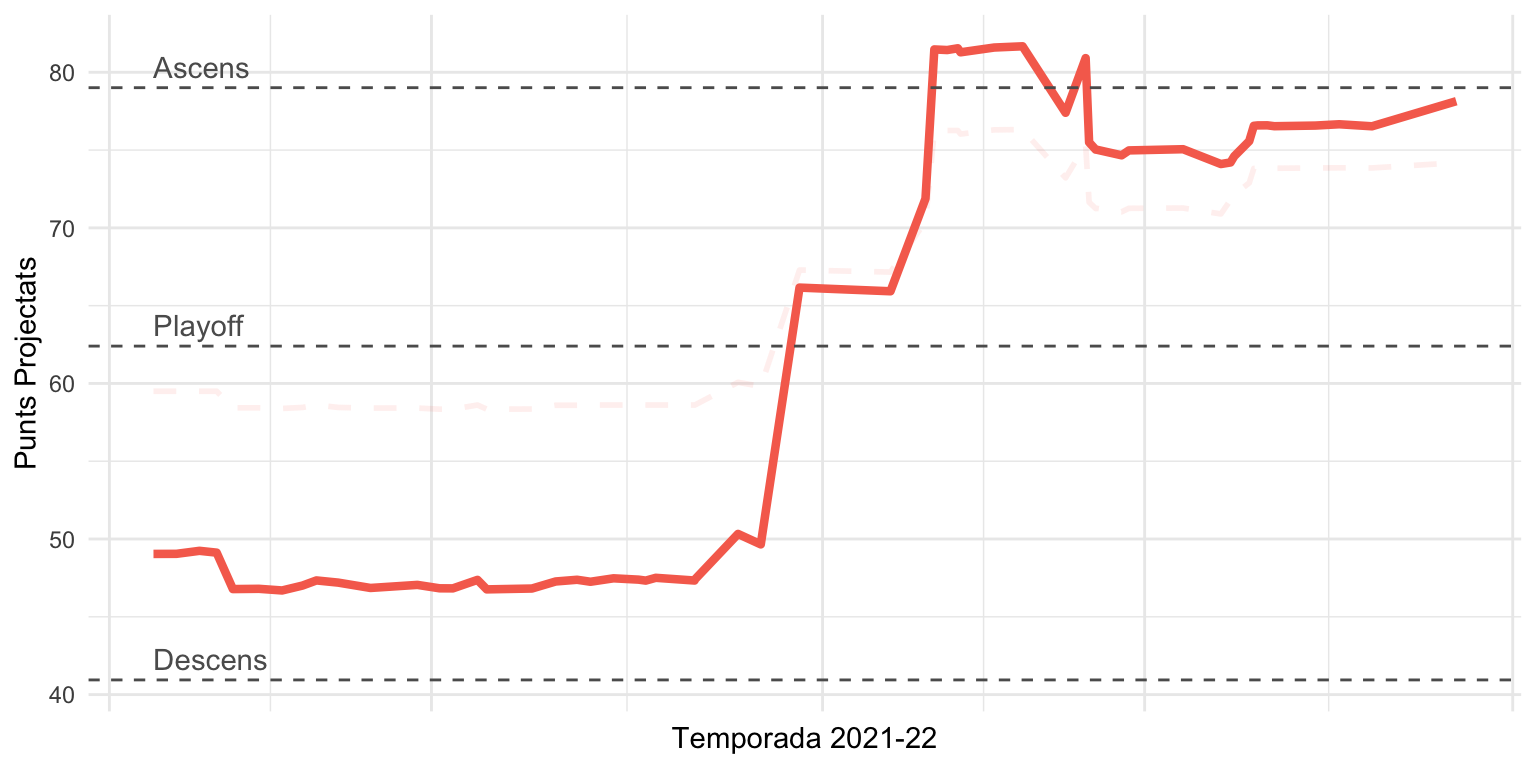 Punts Projectats
80
70
60
50
40
Ascens
Playoff
Descens
Temporada 2021-22